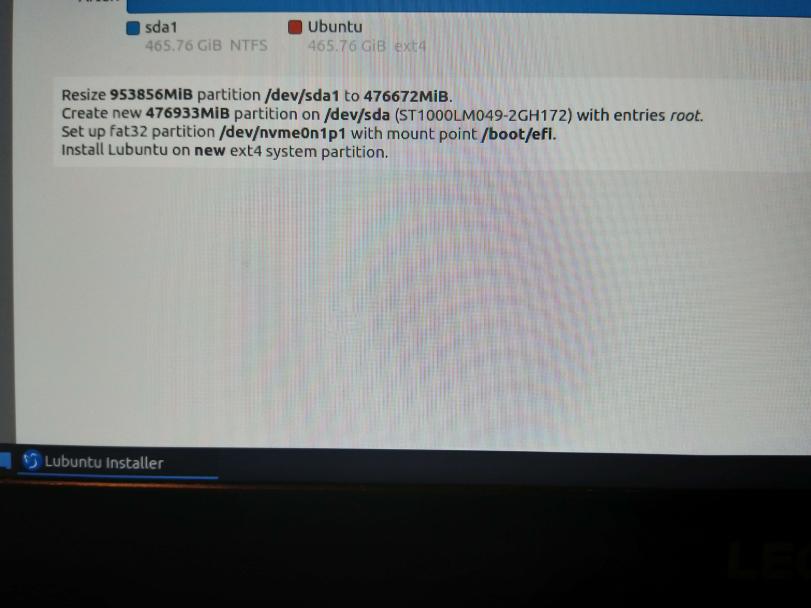 sda1
Ubuntu
465.76 GiB NTFS
465.76 GiB ext4
Resize 953856MiB partition /dev/sda1 to 476672MiB.
Create new 476933MiB partition on /dev/sda (ST1000LM049-2GH172) with entries root.
Set up fat32 partition /dev/nvme0n1p1 with mount point /boot/efi.
Install Lubuntu on new ext4 system partition.
Lubuntu Installer